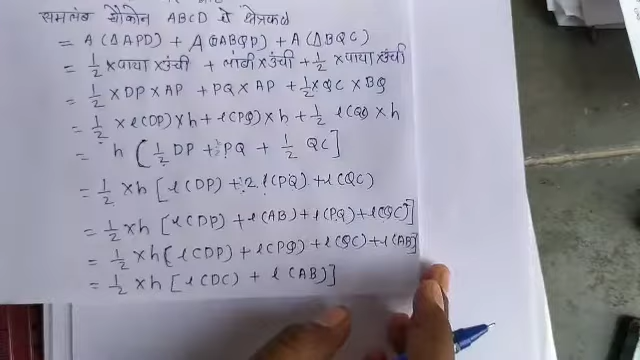 समलंब चौकोन ABCD चे क्षेत्रफळ
= A(ΔAPD) + A(□ABQP) + A(ΔBQC)
= 1/2 × पाया × उंची + लांबी × उंची + 1/2 × पाया × उंची
= 1/2 × DP × AP + PQ × AP + 1/2 × QC × BQ
= 1/2 × l(DP) × h + l(PQ) × h + 1/2 l(QC) × h
= h [1/2 DP + PQ + 1/2 QC]
= 1/2 × h [l(DP) + 2 l(PQ) + l(QC)
= 1/2 × h [l(DP) + l(AB) + l(PQ) + l(QC)]
= 1/2 × h [l(DP) + l(PQ) + l(QC) + l(AB]
= 1/2 × h [l(DC) + l(AB)]